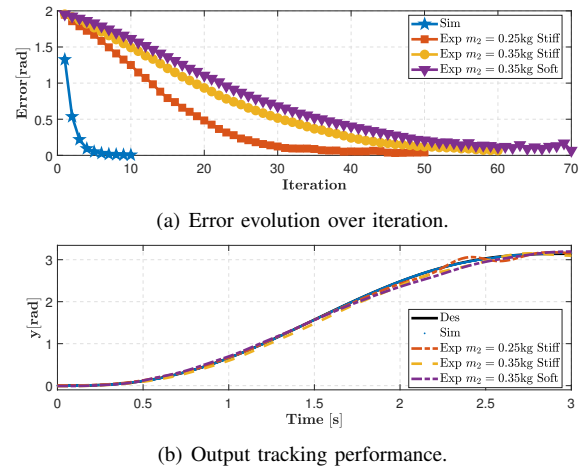 2
1.5
1
0.5
0
Error[rad]
Sim
Exp m₂ = 0.25kg Stiff
Exp m₂ = 0.35kg Stiff
Exp m₂ = 0.35kg Soft
0 10 20 30 40 50 60 70
Iteration
(a) Error evolution over iteration.
3
2
1
0
y[rad]
Des
Sim
Exp m₂ = 0.25kg Stiff
Exp m₂ = 0.35kg Stiff
Exp m₂ = 0.35kg Soft
0 0.5 1 1.5 2 2.5 3
Time [s]
(b) Output tracking performance.